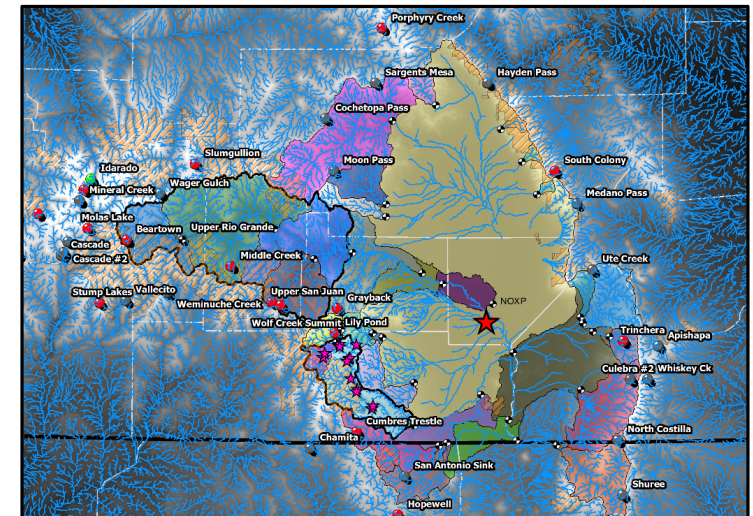 Porphyry Creek
Sargents Mesa
Hayden Pass
Cochetopa Pass
Slumgullion
Moon Pass
South Colony
Idarado
Wager Gulch
Mineral Creek
Medano Pass
Molas Lake
Beartown
Upper Rio Grande
Cascade
Middle Creek
Cascade #2
Ute Creek
Stump Lakes
Vallecito
Upper San Juan
Weminuche Creek
Grayback
NOXP
Wolf Creek Summit
Lily Pond
Trinchera
Apishapa
Culebra #2
Whiskey Ck
Cumbres Trestle
Chamita
North Costilla
San Antonio Sink
Shuree
Hopewell